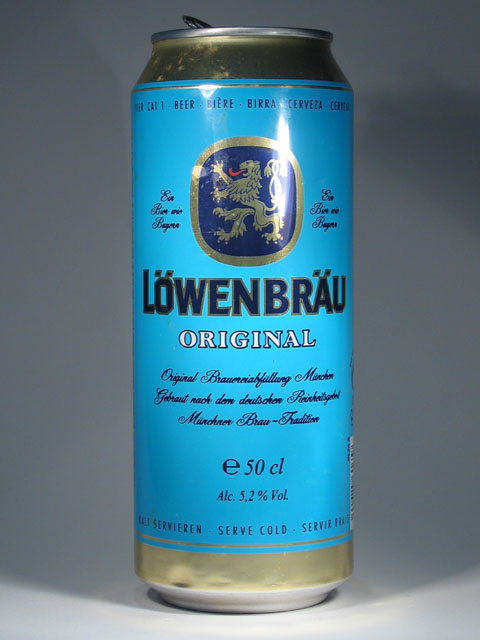 BIER CAT 1 · BEER · BIÈRE · BIRRA · CERVEZA · CERVEJA
Ein
Bier wie
Bayern
Ein
Bier wie
Bayern
LÖWENBRÄU
ORIGINAL
Original Brauereiabfüllung München
Gebraut nach dem deutschen Reinheitsgebot
Münchner Brau-Tradition
e 50 cl
Alc. 5,2 % Vol.
KALT SERVIEREN · SERVE COLD · SERVIR FRAIS